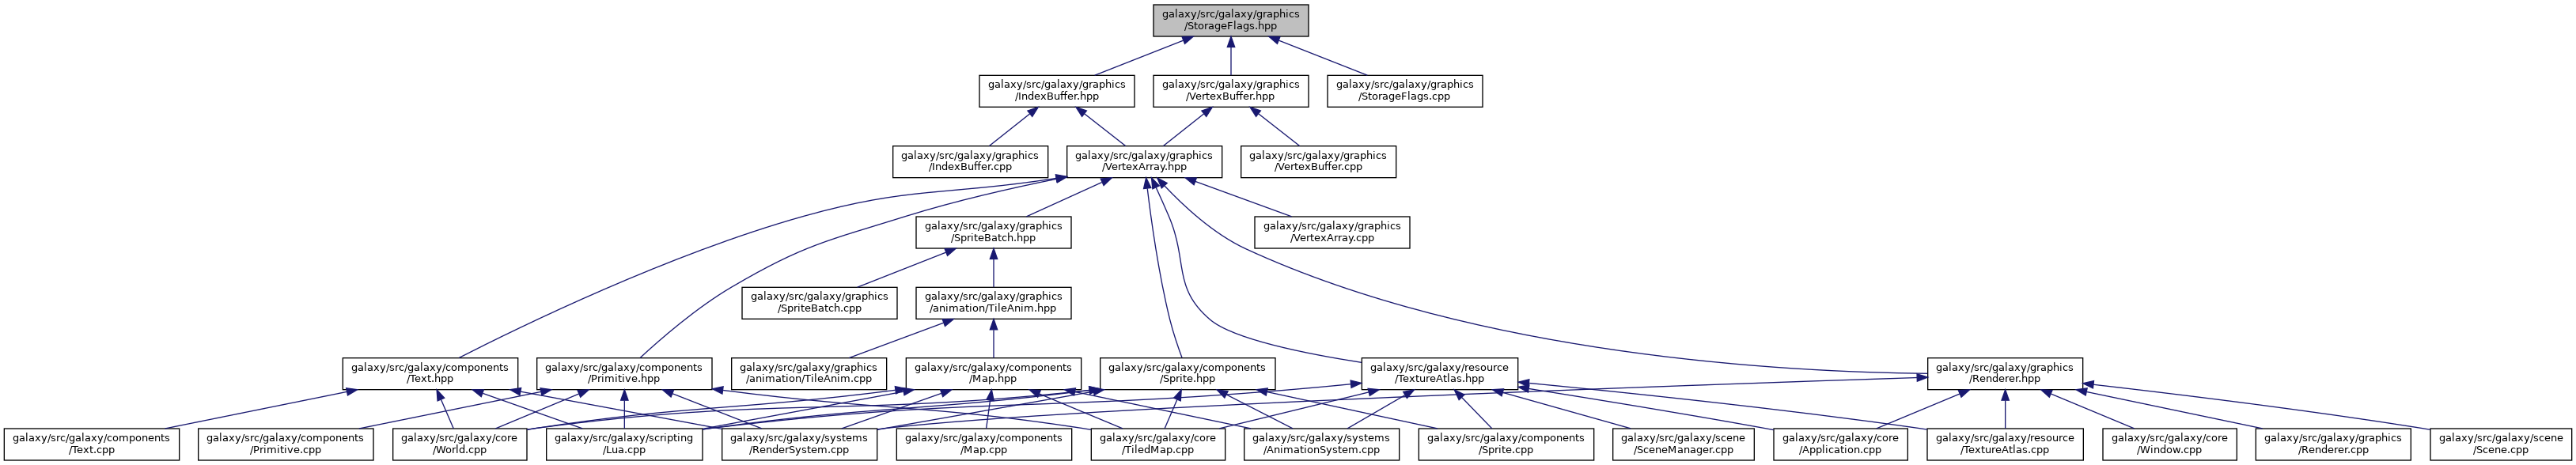 galaxy/src/galaxy/graphics
/StorageFlags.hpp
galaxy/src/galaxy/graphics
/IndexBuffer.hpp
galaxy/src/galaxy/graphics
/VertexBuffer.hpp
galaxy/src/galaxy/graphics
/StorageFlags.cpp
galaxy/src/galaxy/graphics
/IndexBuffer.cpp
galaxy/src/galaxy/graphics
/VertexArray.hpp
galaxy/src/galaxy/graphics
/VertexBuffer.cpp
galaxy/src/galaxy/graphics
/SpriteBatch.hpp
galaxy/src/galaxy/graphics
/VertexArray.cpp
galaxy/src/galaxy/graphics
/SpriteBatch.cpp
galaxy/src/galaxy/graphics
/animation/TileAnim.hpp
galaxy/src/galaxy/components
/Text.hpp
galaxy/src/galaxy/components
/Primitive.hpp
galaxy/src/galaxy/graphics
/animation/TileAnim.cpp
galaxy/src/galaxy/components
/Map.hpp
galaxy/src/galaxy/components
/Sprite.hpp
galaxy/src/galaxy/resource
/TextureAtlas.hpp
galaxy/src/galaxy/graphics
/Renderer.hpp
galaxy/src/galaxy/components
/Text.cpp
galaxy/src/galaxy/components
/Primitive.cpp
galaxy/src/galaxy/core
/World.cpp
galaxy/src/galaxy/scripting
/Lua.cpp
galaxy/src/galaxy/systems
/RenderSystem.cpp
galaxy/src/galaxy/components
/Map.cpp
galaxy/src/galaxy/core
/TiledMap.cpp
galaxy/src/galaxy/systems
/AnimationSystem.cpp
galaxy/src/galaxy/components
/Sprite.cpp
galaxy/src/galaxy/scene
/SceneManager.cpp
galaxy/src/galaxy/core
/Application.cpp
galaxy/src/galaxy/resource
/TextureAtlas.cpp
galaxy/src/galaxy/core
/Window.cpp
galaxy/src/galaxy/graphics
/Renderer.cpp
galaxy/src/galaxy/scene
/Scene.cpp